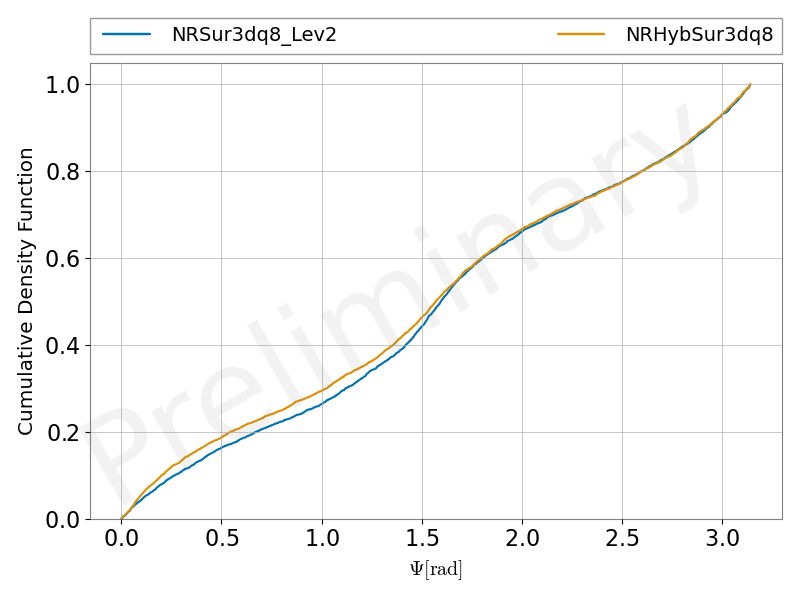 NRSur3dq8_Lev2 NRHybSur3dq8
Preliminary
Cumulative Density Function
1.0
0.8
0.6
0.4
0.2
0.0
0.0 0.5 1.0 1.5 2.0 2.5 3.0
Ψ[rad]